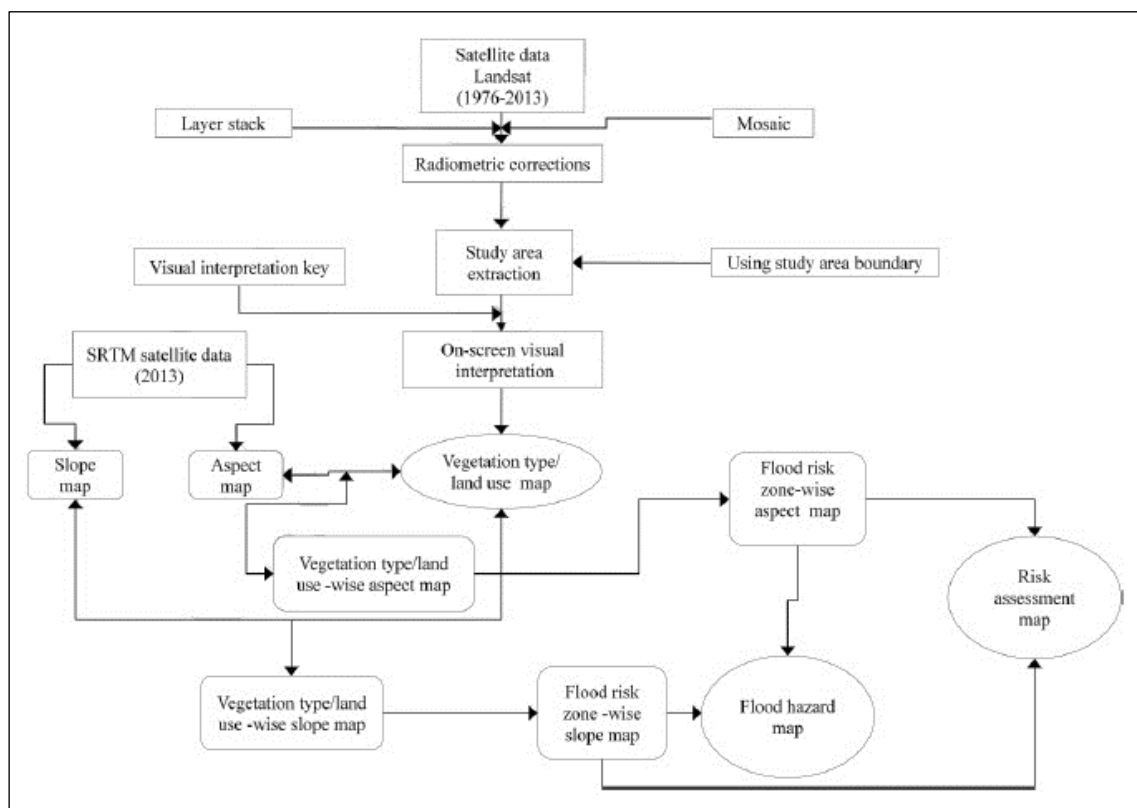 Satellite data
Landsat
(1976-2013)
Layer stack
Mosaic
Radiometric corrections
Study area
extraction
Visual interpretation key
Using study area boundary
On-screen visual
interpretation
SRTM satellite data
(2013)
Slope
map
Aspect
map
Vegetation type/
land use map
Flood risk
zone-wise
aspect map
Vegetation type/land
use -wise aspect map
Risk
assessment
map
Vegetation type/land
use -wise slope map
Flood risk
zone -wise
slope map
Flood hazard
map